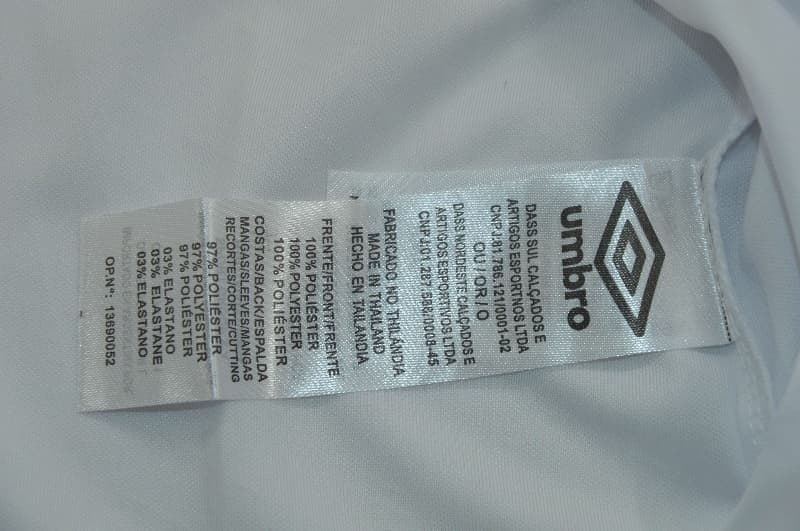 umbro
DASS SUL CALÇADOS E
ARTIGOS ESPORTIVOS LTDA
CNPJ:81.786.121/0001-02
OU / OR / O
DASS NORDESTE CALÇADOS E
ARTIGOS ESPORTIVOS LTDA
CNPJ:01.287.588/0003-45
FABRICADO NO THILÂNDIA
MADE IN THAILAND
HECHO EN TAILANDIA
FRENTE/FRONT/FRENTE
100% POLIÉSTER
100% POLYESTER
100% POLIÉSTER
COSTAS/BACK/ESPALDA
MANGAS/SLEEVES/MANGAS
RECORTES/CORTE/CUTTING
97% POLIÉSTER
97% POLYESTER
97% POLIÉSTER
03% ELASTANO
03% ELASTANE
03% ELASTANO
OP.Nº: 13690052